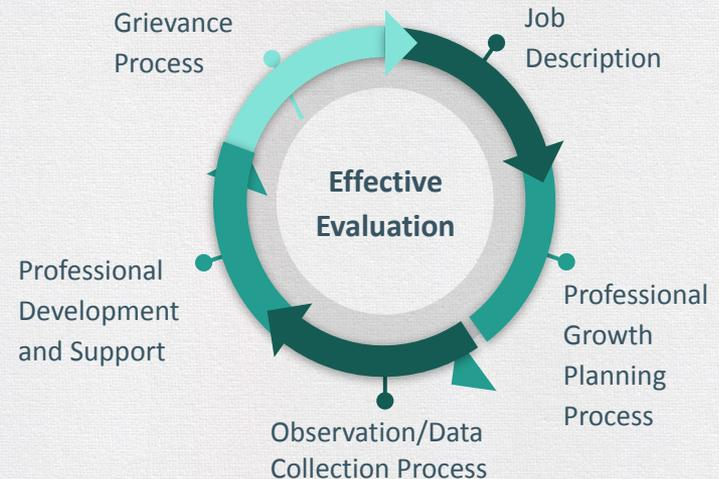 Grievance
Process
Job
Description
Effective
Evaluation
Professional
Development
and Support
Professional
Growth
Planning
Process
Observation/Data
Collection Process